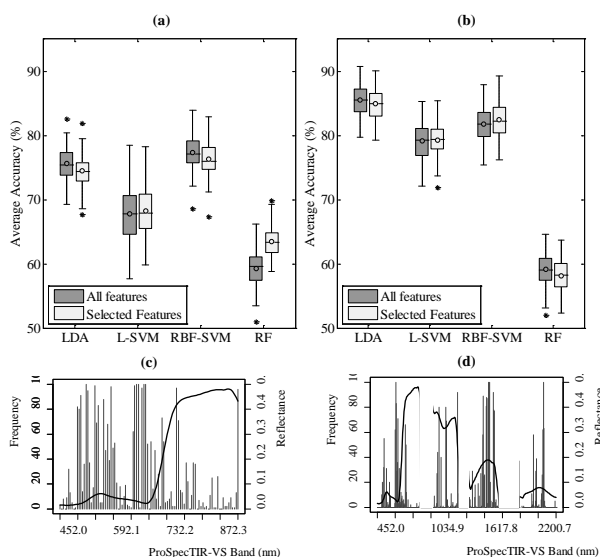 (a)
Average Accuracy (%)
90
80
70
60
50
All features
Selected Features
LDA L-SVM RBF-SVM RF
(b)
Average Accuracy (%)
90
80
70
60
50
All features
Selected Features
LDA L-SVM RBF-SVM RF
(c)
Frequency
10
80
60
40
20
0
0.
0.4
0.3
0.2
0.1
0.0
Reflectance
452.0 592.1 732.2 872.3
ProSpecTIR-VS Band (nm)
(d)
Frequency
10
80
60
40
20
0
0.
0.4
0.3
0.2
0.1
0.0
Reflectance
452.0 1034.9 1617.8 2200.7
ProSpecTIR-VS Band (nm)